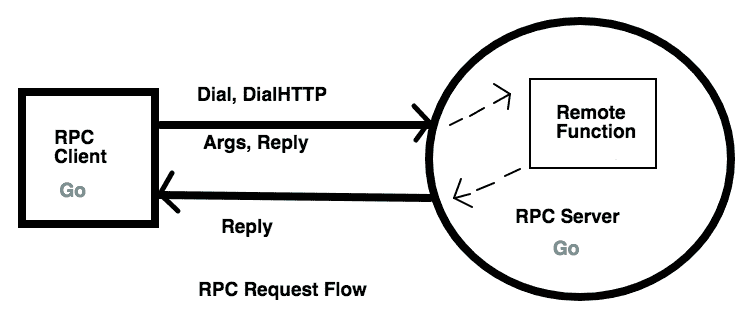 Dial, DialHTTP
Args, Reply
RPC
Client
Go
Reply
Remote
Function
RPC Server
Go
RPC Request Flow